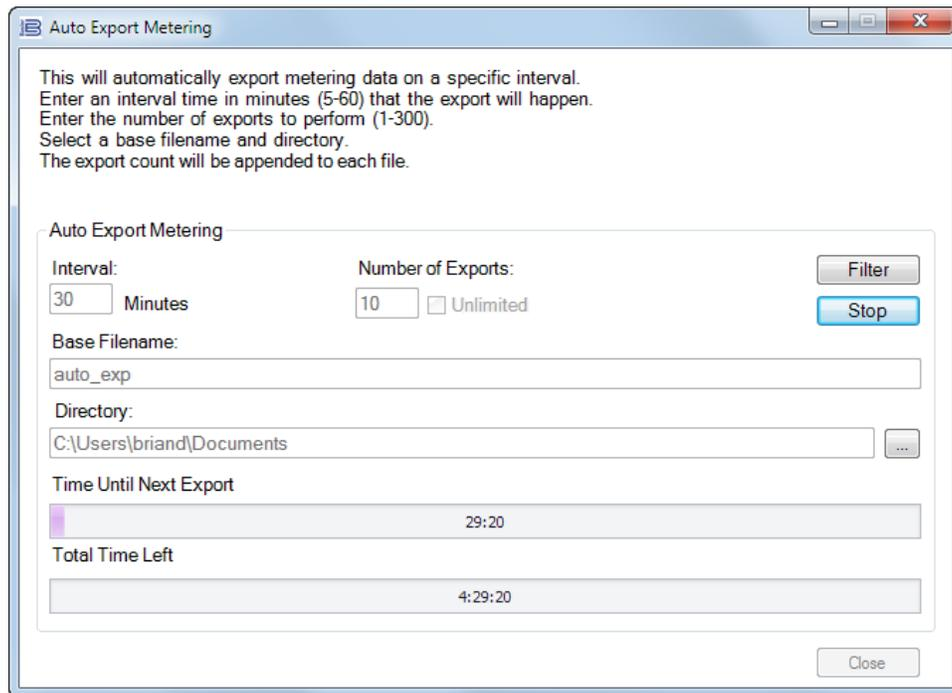 Auto Export Metering
This will automatically export metering data on a specific interval.
Enter an interval time in minutes (5-60) that the export will happen.
Enter the number of exports to perform (1-300).
Select a base filename and directory.
The export count will be appended to each file.
Auto Export Metering
Interval:
Number of Exports:
Filter
30 Minutes
10 Unlimited
Stop
Base Filename:
auto_exp
Directory:
C:\Users\briand\Documents
...
Time Until Next Export
29:20
Total Time Left
4:29:20
Close